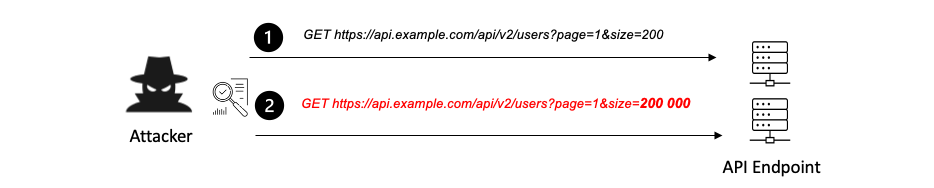 1
GET https://api.example.com/api/v2/users?page=1&size=200
2
GET https://api.example.com/api/v2/users?page=1&size=200 000
Attacker
API Endpoint